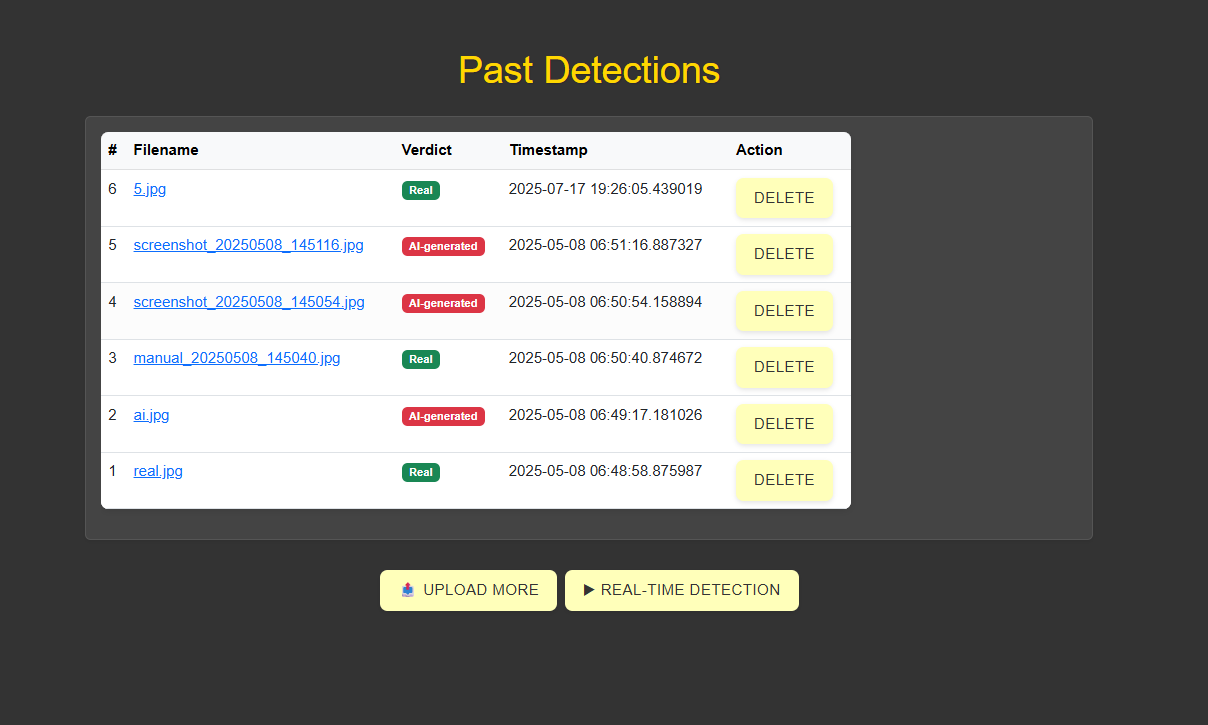 Past Detections
# Filename Verdict Timestamp Action
6 5.jpg Real 2025-07-17 19:26:05.439019 DELETE
5 screenshot_20250508_145116.jpg AI-generated 2025-05-08 06:51:16.887327 DELETE
4 screenshot_20250508_145054.jpg AI-generated 2025-05-08 06:50:54.158894 DELETE
3 manual_20250508_145040.jpg Real 2025-05-08 06:50:40.874672 DELETE
2 ai.jpg AI-generated 2025-05-08 06:49:17.181026 DELETE
1 real.jpg Real 2025-05-08 06:48:58.875987 DELETE
📤 UPLOAD MORE ▶ REAL-TIME DETECTION